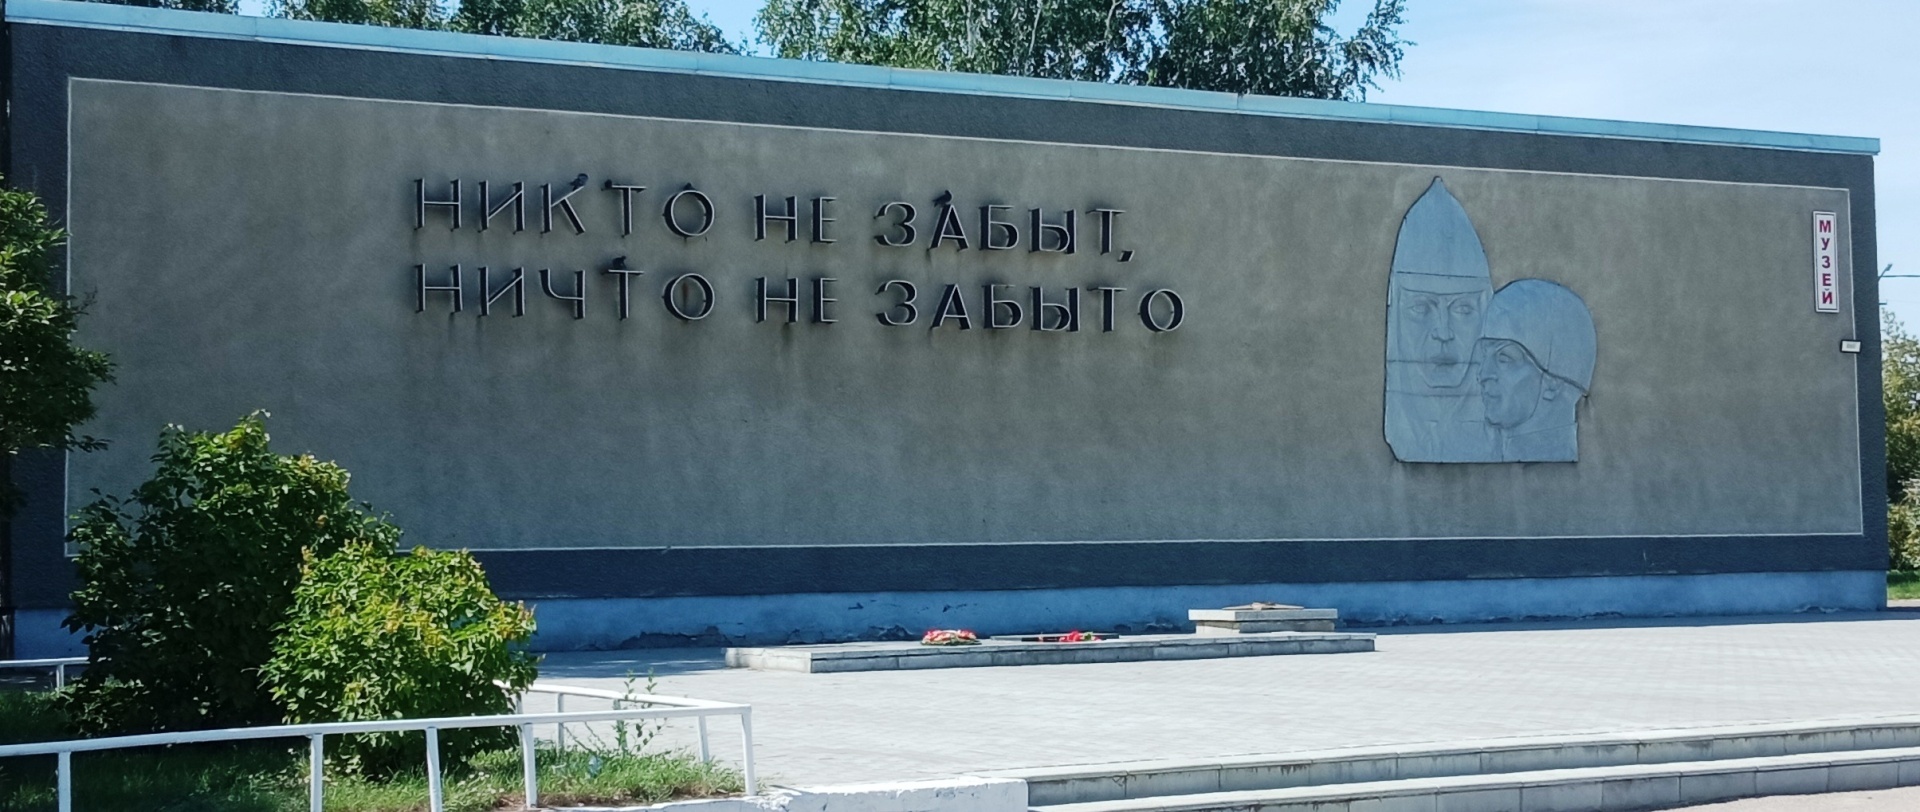 НИКТО НЕ ЗАБЫТ,
НИЧТО НЕ ЗАБЫТО
МУЗЕЙ